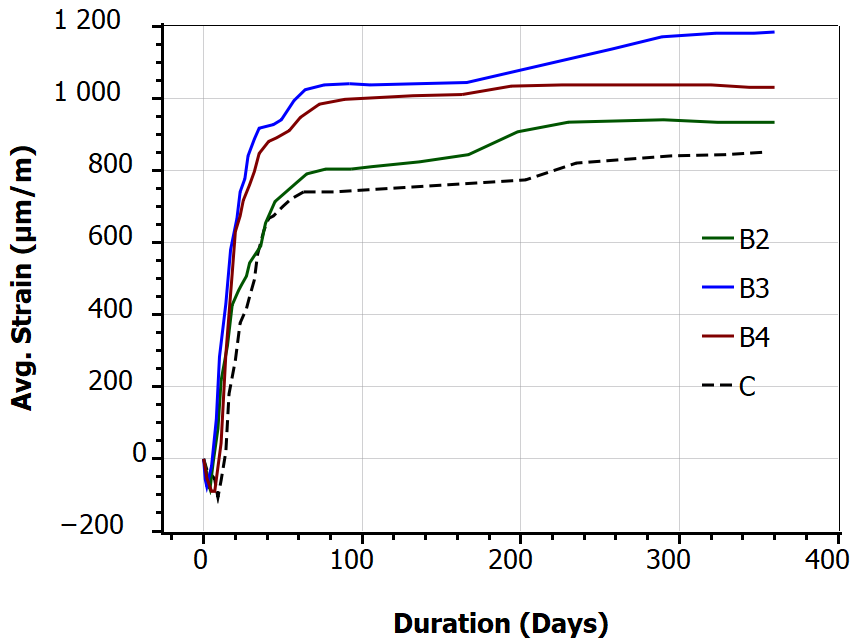 1 200
1 000
800
600
400
200
0
−200
Avg. Strain (μm/m)
B2
B3
B4
C
0 100 200 300 400
Duration (Days)